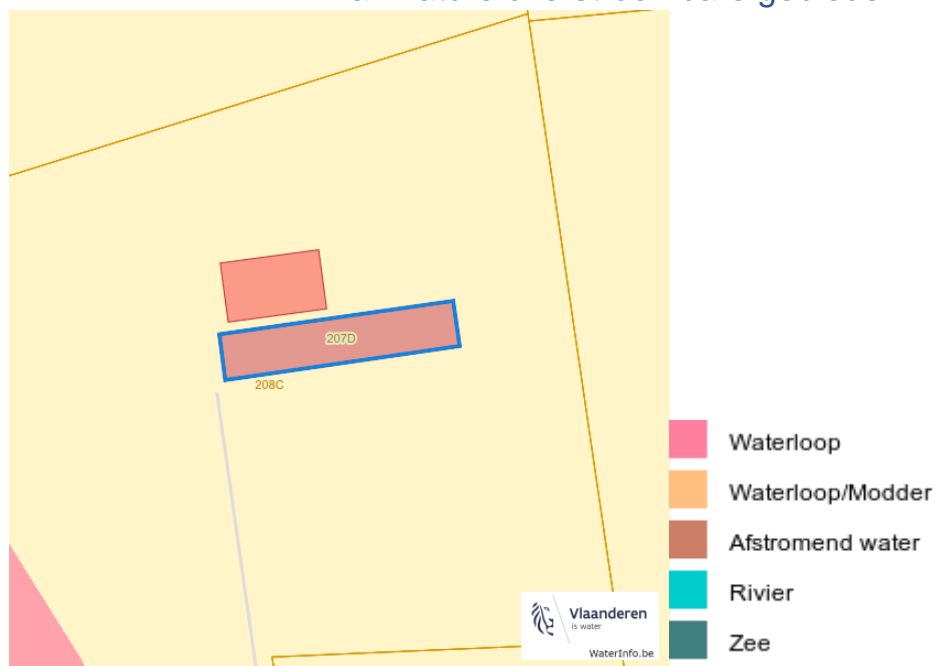 207D
208C
Waterloop
Waterloop/Modder
Afstromend water
Rivier
Zee
Vlaanderen
is water
WaterInfo.be